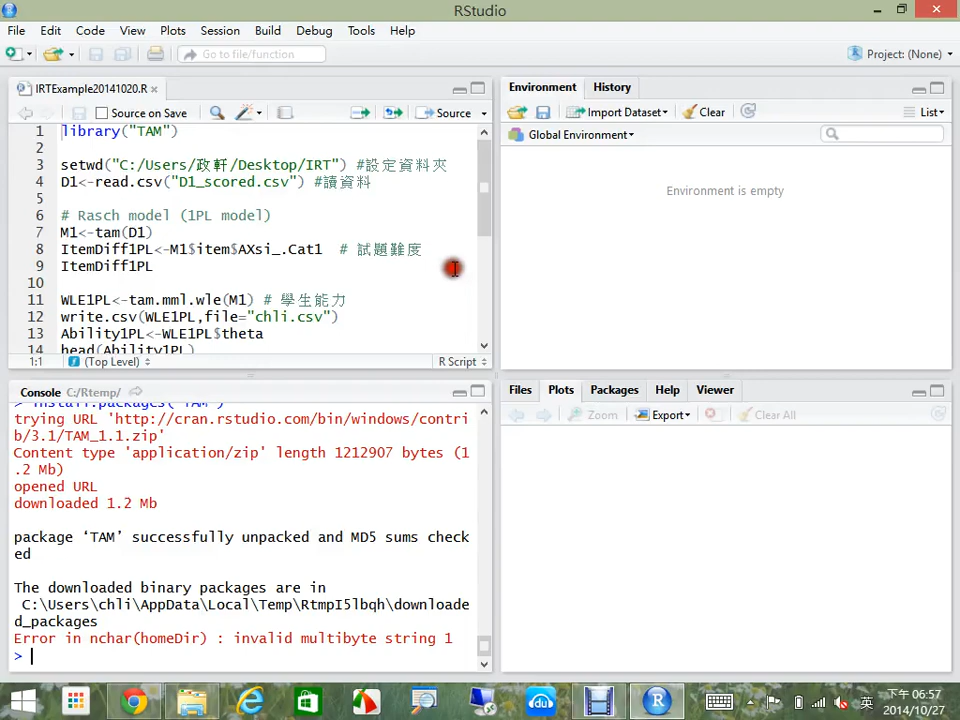 RStudio
File Edit Code View Plots Session Build Debug Tools Help
Go to file/function
Project: (None)
IRTExample20141020.R
Source on Save
Source
1 library("TAM")
2
3 setwd("C:/Users/政軒/Desktop/IRT") #設定資料夾
4 D1<-read.csv("D1_scored.csv") #讀資料
5
6 # Rasch model (1PL model)
7 M1<-tam(D1)
8 ItemDiff1PL<-M1$item$AXsi_.Cat1 # 試題難度
9 ItemDiff1PL
10
11 WLE1PL<-tam.mml.wle(M1) # 學生能力
12 write.csv(WLE1PL,file="chli.csv")
13 Ability1PL<-WLE1PL$theta
14 head(Ability1PL)
1:1 (Top Level) R Script
Console C:/Rtemp/
> install.packages("TAM")
trying URL 'http://cran.rstudio.com/bin/windows/contri
b/3.1/TAM_1.1.zip'
Content type 'application/zip' length 1212907 bytes (1
.2 Mb)
opened URL
downloaded 1.2 Mb
package ‘TAM’ successfully unpacked and MD5 sums check
ed
The downloaded binary packages are in
C:\Users\chli\AppData\Local\Temp\RtmpI5lbqh\downloade
d_packages
Error in nchar(homeDir) : invalid multibyte string 1
>
Environment History
Import Dataset Clear List
Global Environment
Environment is empty
Files Plots Packages Help Viewer
Zoom Export Clear All
英
下午 06:57
2014/10/27